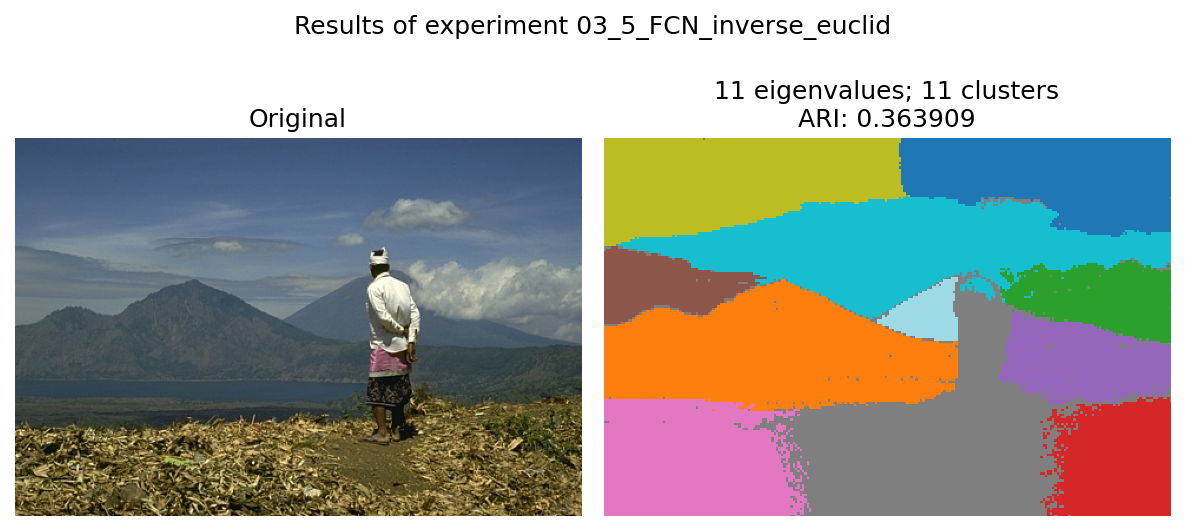 Results of experiment 03_5_FCN_inverse_euclid
Original
11 eigenvalues; 11 clusters
ARI: 0.363909